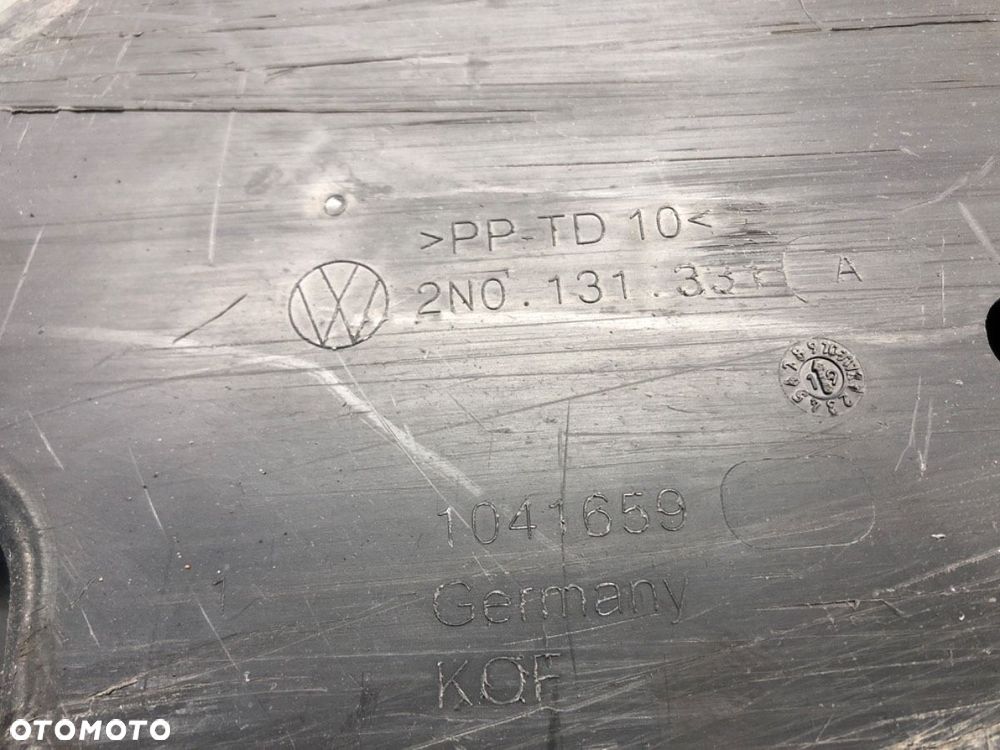 >PP-TD 10<
2N0.131.33 A
1041659
Germany
KOF
OTOMOTO